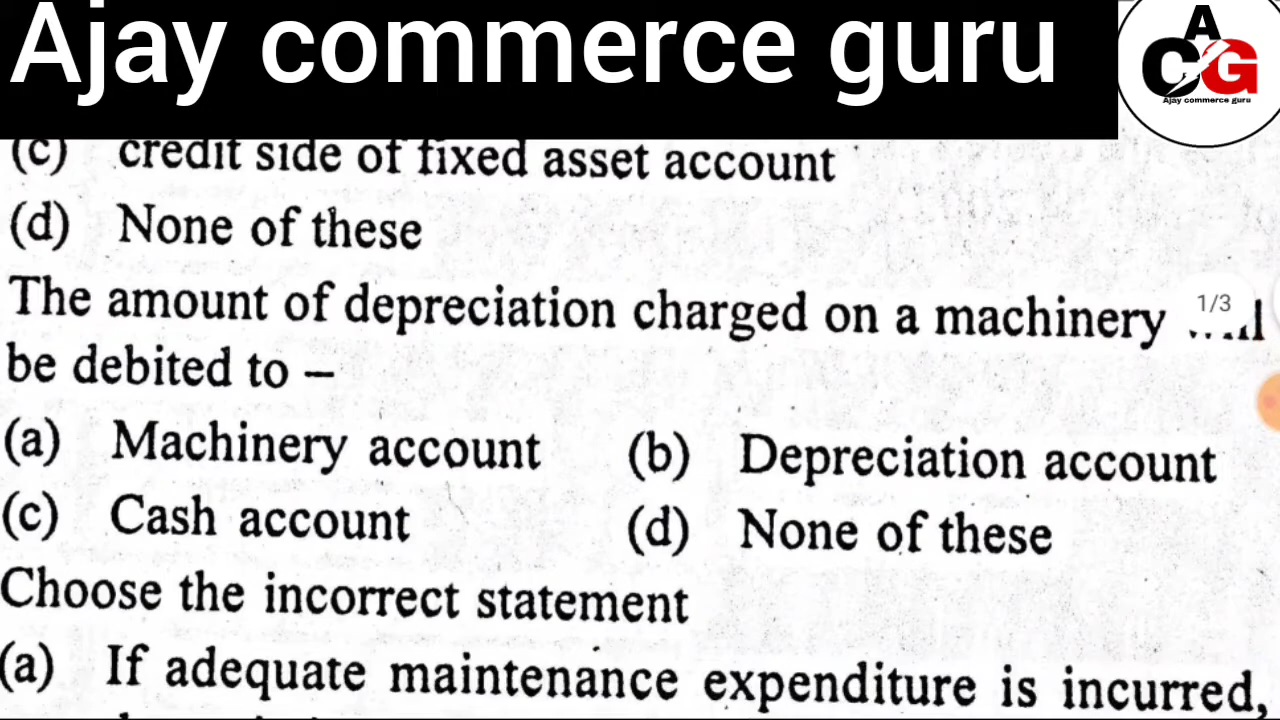 Ajay commerce guru
A
CG
Ajay commerce guru
(c) credit side of fixed asset account
(d) None of these
The amount of depreciation charged on a machinery
1/3
be debited to –
(a) Machinery account (b) Depreciation account
(c) Cash account (d) None of these
Choose the incorrect statement
(a) If adequate maintenance expenditure is incurred,